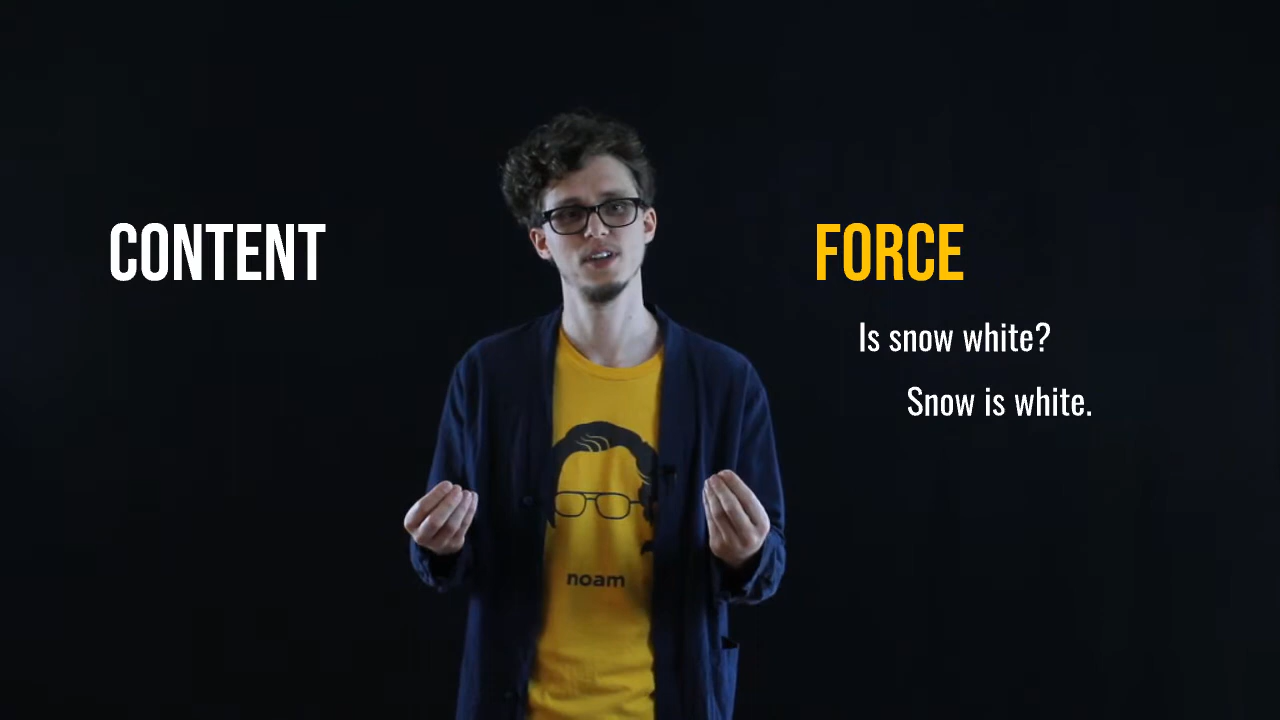 CONTENT
FORCE
Is snow white?
Snow is white.
noam